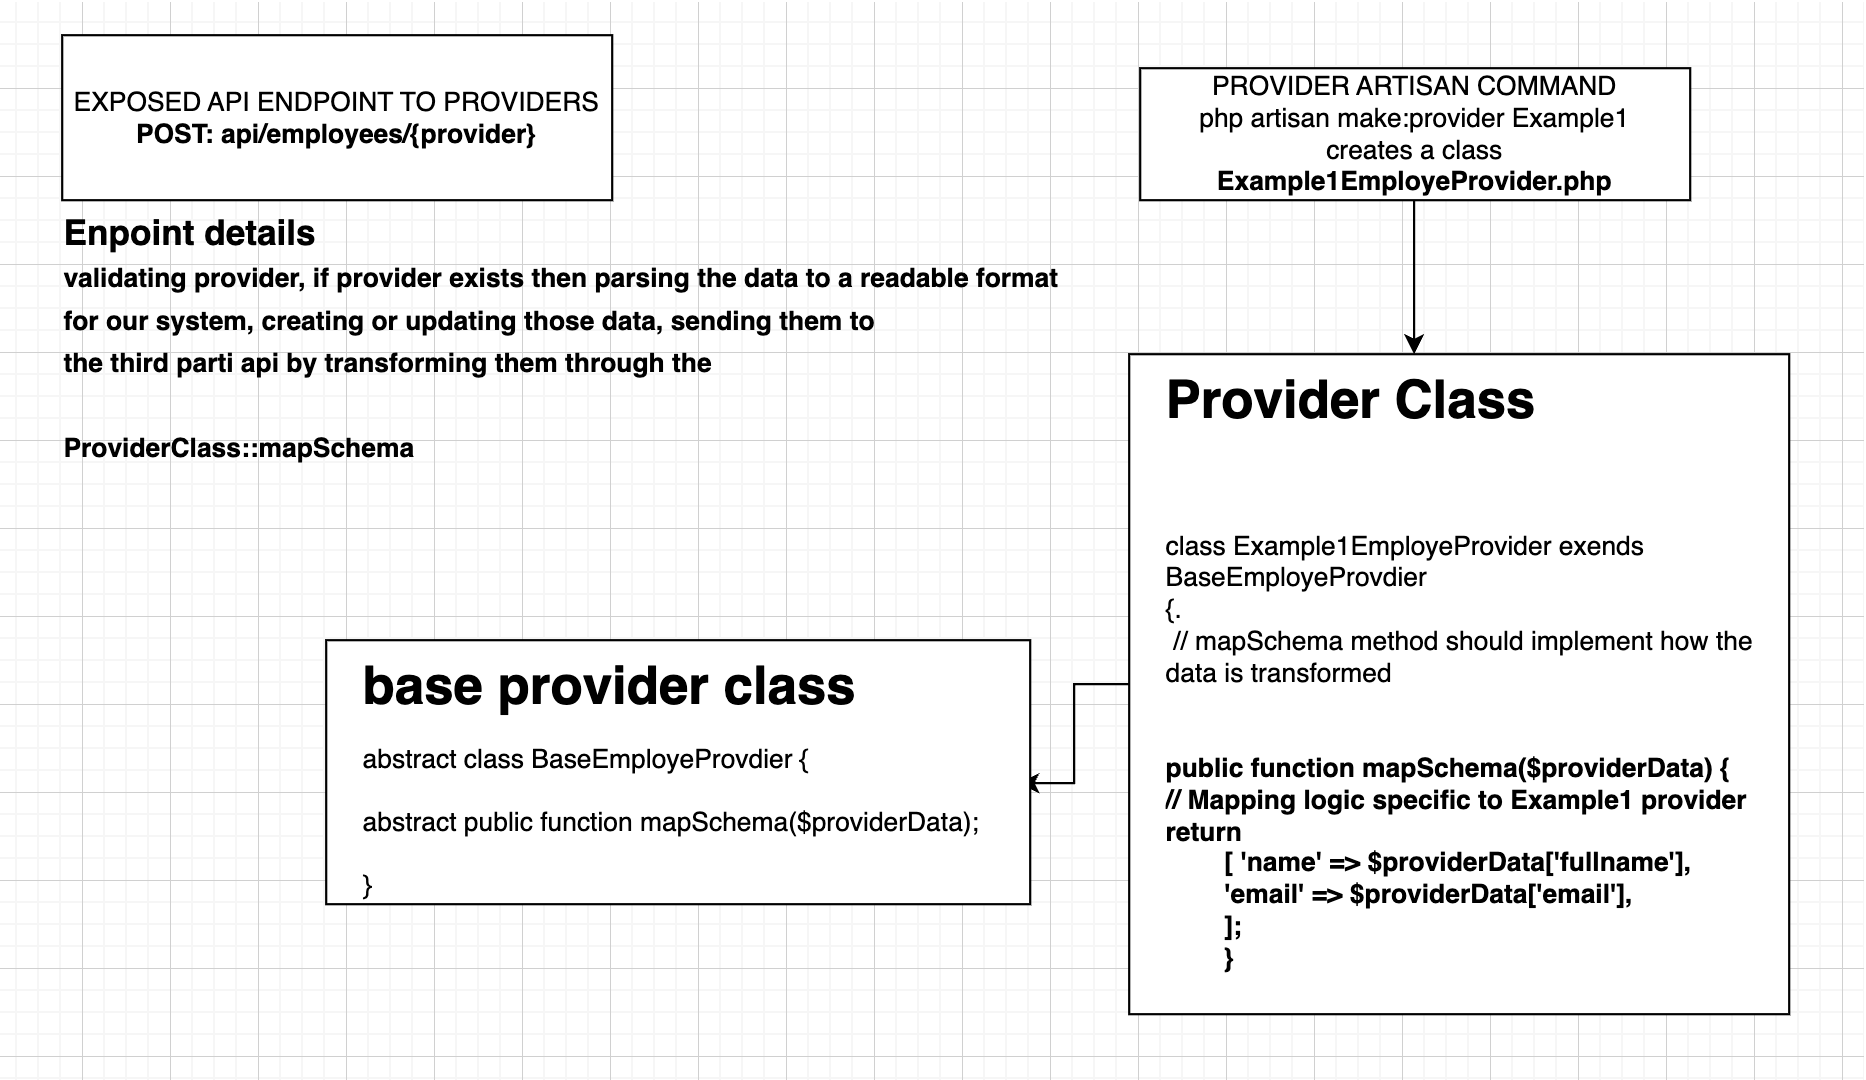 EXPOSED API ENDPOINT TO PROVIDERS
POST: api/employees/{provider}
Enpoint details
validating provider, if provider exists then parsing the data to a readable format
for our system, creating or updating those data, sending them to
the third parti api by transforming them through the
ProviderClass::mapSchema
PROVIDER ARTISAN COMMAND
php artisan make:provider Example1
creates a class
Example1EmployeProvider.php
Provider Class
class Example1EmployeProvider exends
BaseEmployeProvdier
{.
// mapSchema method should implement how the
data is transformed
public function mapSchema($providerData) {
// Mapping logic specific to Example1 provider
return
[ 'name' => $providerData['fullname'],
'email' => $providerData['email'],
];
}
base provider class
abstract class BaseEmployeProvdier {
abstract public function mapSchema($providerData);
}